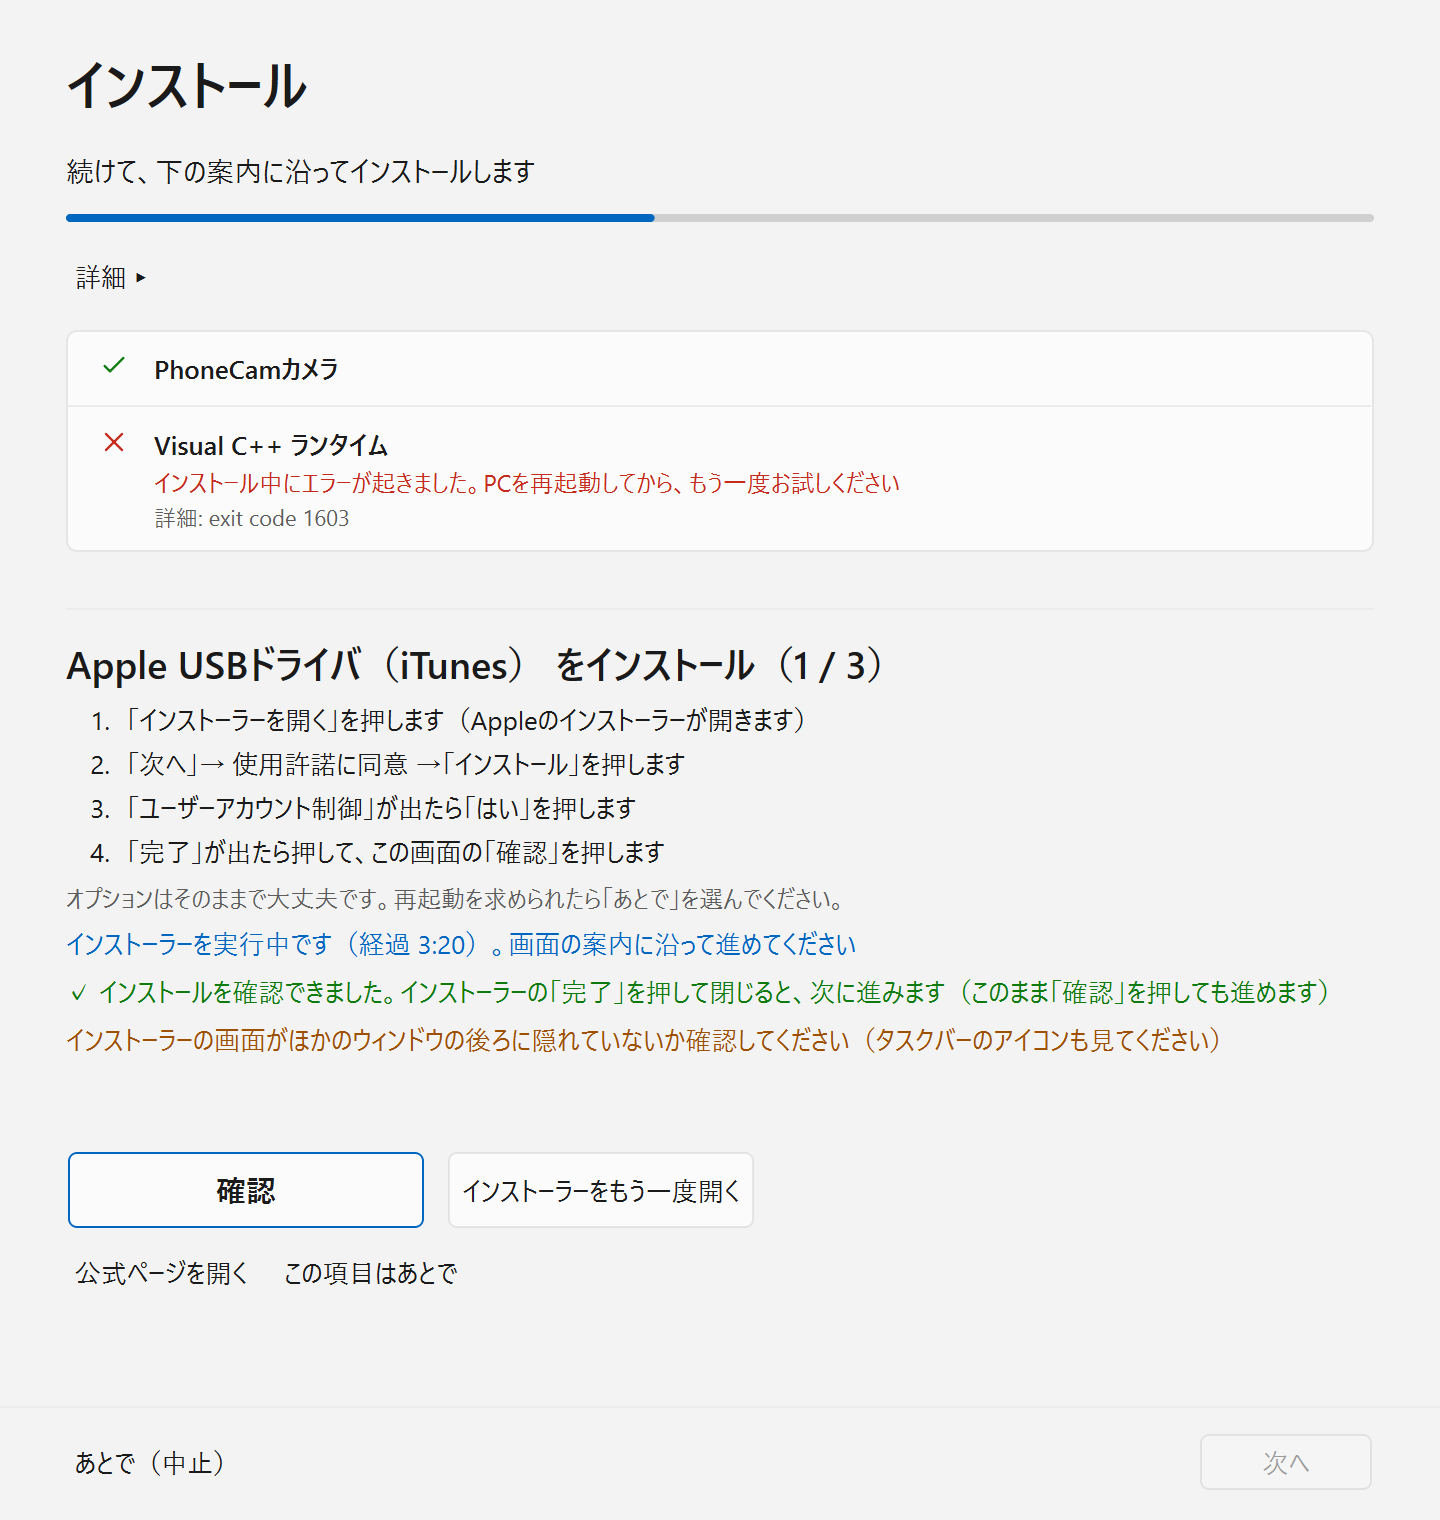 インストール
続けて、下の案内に沿ってインストールします
詳細 ▸
PhoneCamカメラ
Visual C++ ランタイム
インストール中にエラーが起きました。PCを再起動してから、もう一度お試しください
詳細: exit code 1603
Apple USBドライバ（iTunes） をインストール（1 / 3）
1. 「インストーラーを開く」を押します（Appleのインストーラーが開きます）
2. 「次へ」→ 使用許諾に同意 →「インストール」を押します
3. 「ユーザーアカウント制御」が出たら「はい」を押します
4. 「完了」が出たら押して、この画面の「確認」を押します
オプションはそのままで大丈夫です。再起動を求められたら「あとで」を選んでください。
インストーラーを実行中です（経過 3:20）。画面の案内に沿って進めてください
✓ インストールを確認できました。インストーラーの「完了」を押して閉じると、次に進みます（このまま「確認」を押しても進めます）
インストーラーの画面がほかのウィンドウの後ろに隠れていないか確認してください（タスクバーのアイコンも見てください）
確認
インストーラーをもう一度開く
公式ページを開く
この項目はあとで
あとで（中止）
次へ